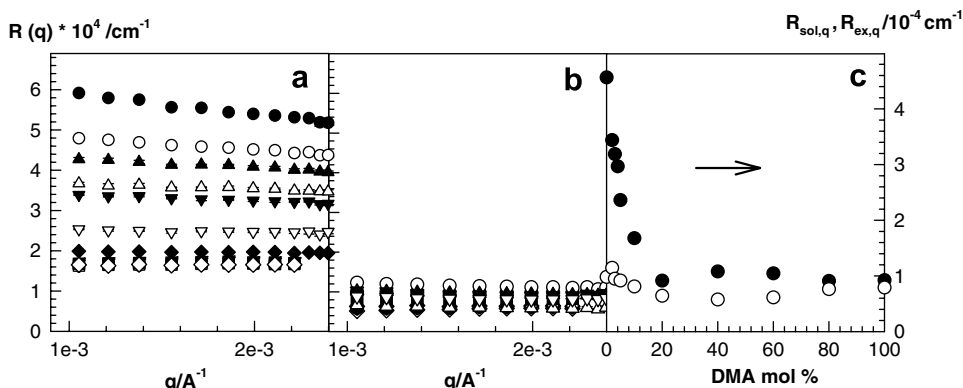 R (q) * 10⁴ /cm⁻¹
R_sol,q , R_ex,q /10⁻⁴ cm⁻¹
a
b
c
6
5
4
3
2
1
0
4
3
2
1
0
1e-3
2e-3
1e-3
2e-3
0
20
40
60
80
100
q/A⁻¹
q/A⁻¹
DMA mol %